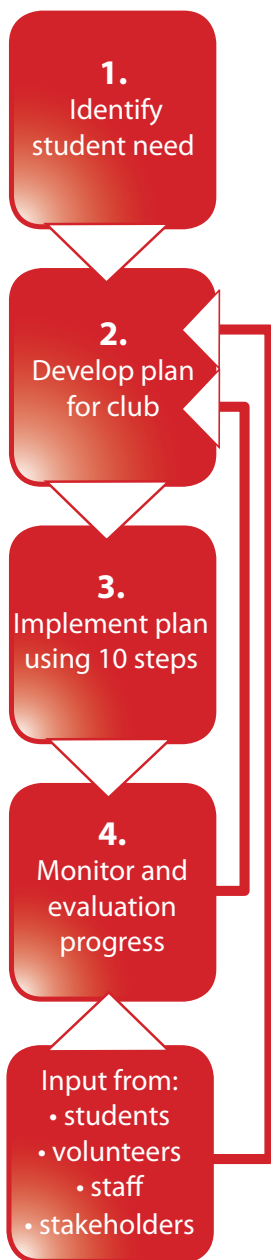 1.
Identify
student need
2.
Develop plan
for club
3.
Implement plan
using 10 steps
4.
Monitor and
evaluation
progress
Input from:
• students
• volunteers
• staff
• stakeholders